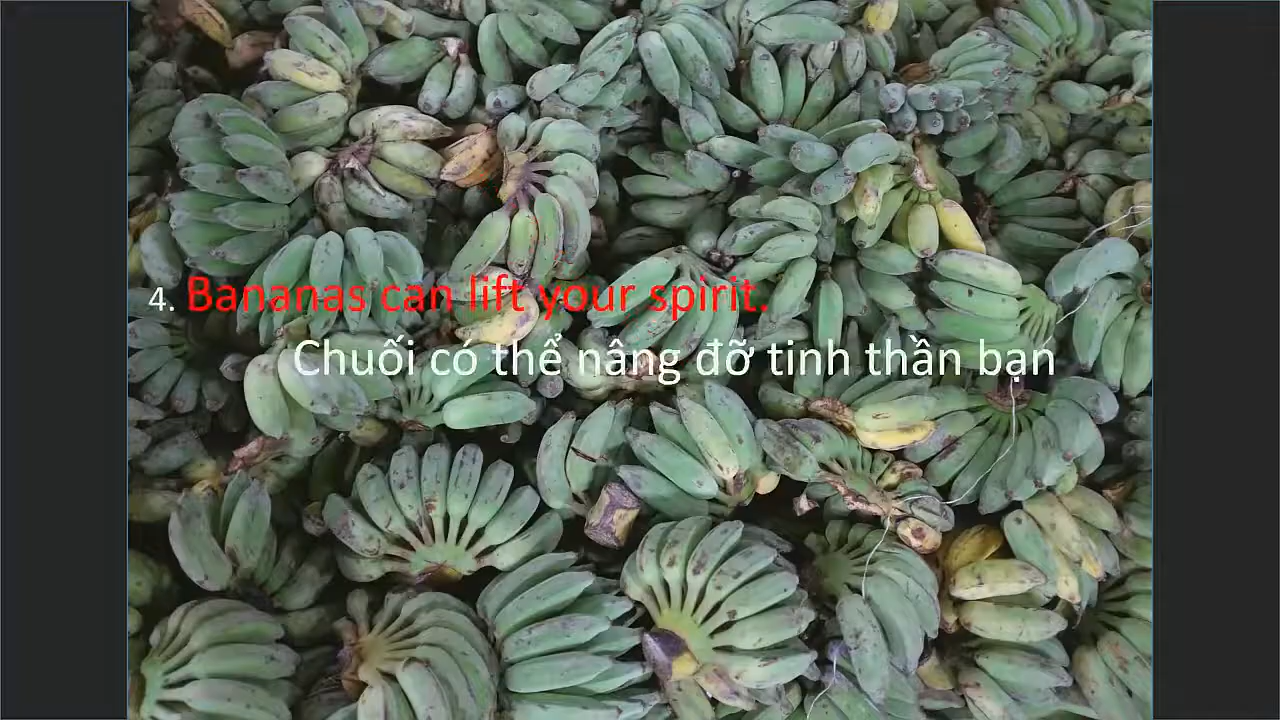 4. Bananas can lift your spirit.
Chuối có thể nâng đỡ tinh thần bạn